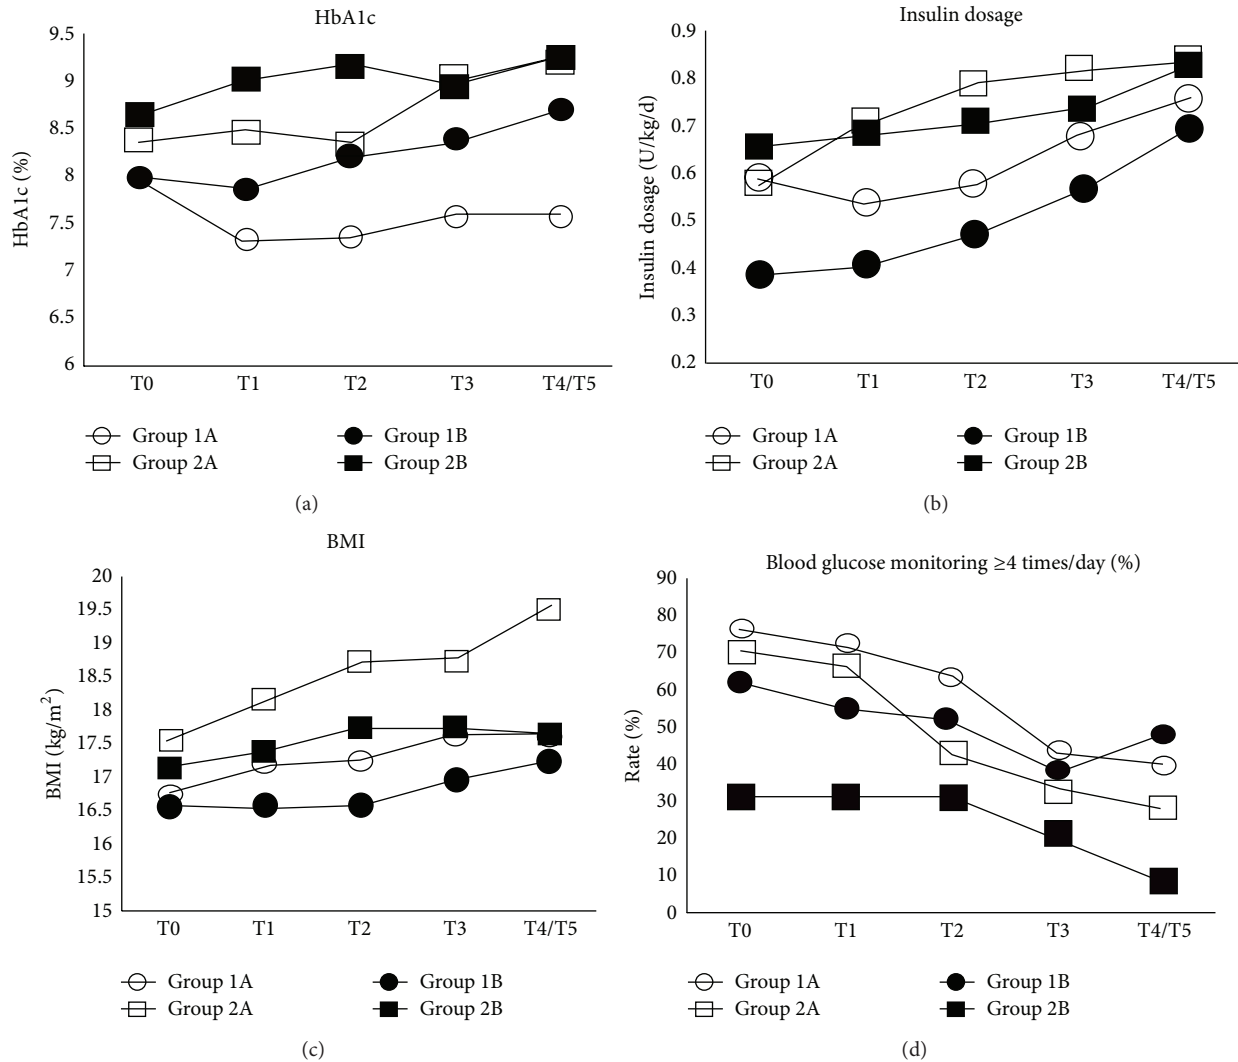 HbA1c
9.5
9
8.5
8
7.5
7
6.5
6
HbA1c (%)
T0 T1 T2 T3 T4/T5
Group 1A Group 1B
Group 2A Group 2B
(a)
Insulin dosage
0.9
0.8
0.7
0.6
0.5
0.4
0.3
0.2
Insulin dosage (U/kg/d)
T0 T1 T2 T3 T4/T5
Group 1A Group 1B
Group 2A Group 2B
(b)
BMI
20
19.5
19
18.5
18
17.5
17
16.5
16
15.5
15
BMI (kg/m²)
T0 T1 T2 T3 T4/T5
Group 1A Group 1B
Group 2A Group 2B
(c)
Blood glucose monitoring ≥4 times/day (%)
90
80
70
60
50
40
30
20
10
0
Rate (%)
T0 T1 T2 T3 T4/T5
Group 1A Group 1B
Group 2A Group 2B
(d)